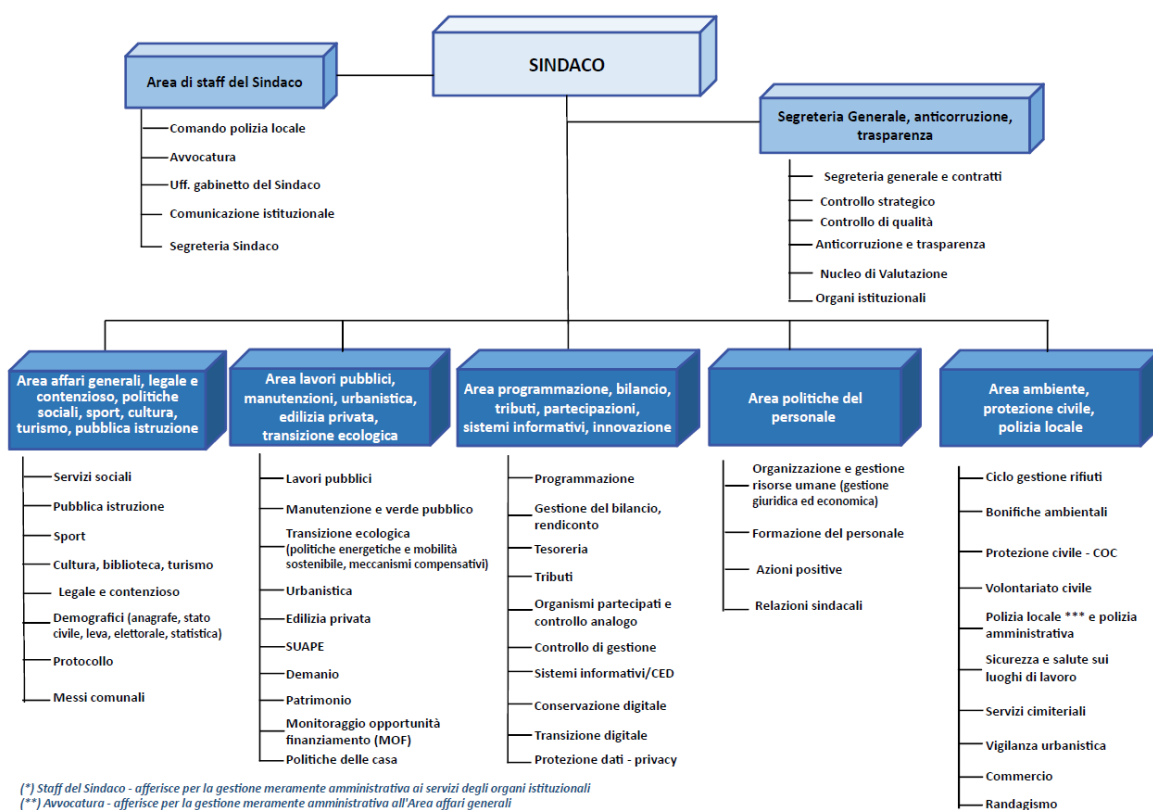 SINDACO
Area di staff del Sindaco
Comando polizia locale
Avvocatura
Uff. gabinetto del Sindaco
Comunicazione istituzionale
Segreteria Sindaco
Segreteria Generale, anticorruzione,
trasparenza
Segreteria generale e contratti
Controllo strategico
Controllo di qualità
Anticorruzione e trasparenza
Nucleo di Valutazione
Organi istituzionali
Area affari generali, legale e
contenzioso, politiche
sociali, sport, cultura,
turismo, pubblica istruzione
Servizi sociali
Pubblica istruzione
Sport
Cultura, biblioteca, turismo
Legale e contenzioso
Demografici (anagrafe, stato
civile, leva, elettorale, statistica)
Protocollo
Messi comunali
Area lavori pubblici,
manutenzioni, urbanistica,
edilizia privata,
transizione ecologica
Lavori pubblici
Manutenzione e verde pubblico
Transizione ecologica
(politiche energetiche e mobilità
sostenibile, meccanismi compensativi)
Urbanistica
Edilizia privata
SUAPE
Demanio
Patrimonio
Monitoraggio opportunità
finanziamento (MOF)
Politiche della casa
Area programmazione, bilancio,
tributi, partecipazioni,
sistemi informativi, innovazione
Programmazione
Gestione del bilancio,
rendiconto
Tesoreria
Tributi
Organismi partecipati e
controllo analogo
Controllo di gestione
Sistemi informativi/CED
Conservazione digitale
Transizione digitale
Protezione dati - privacy
Area politiche del
personale
Organizzazione e gestione
risorse umane (gestione
giuridica ed economica)
Formazione del personale
Azioni positive
Relazioni sindacali
Area ambiente,
protezione civile,
polizia locale
Ciclo gestione rifiuti
Bonifiche ambientali
Protezione civile - COC
Volontariato civile
Polizia locale *** e polizia
amministrativa
Sicurezza e salute sui
luoghi di lavoro
Servizi cimiteriali
Vigilanza urbanistica
Commercio
Randagismo
(*) Staff del Sindaco - afferisce per la gestione meramente amministrativa ai servizi degli organi istituzionali
(**) Avvocatura - afferisce per la gestione meramente amministrativa all'Area affari generali